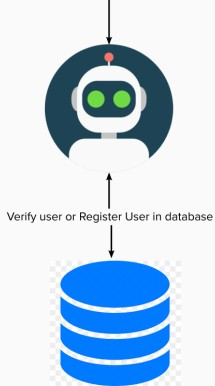 Verify user or Register User in database